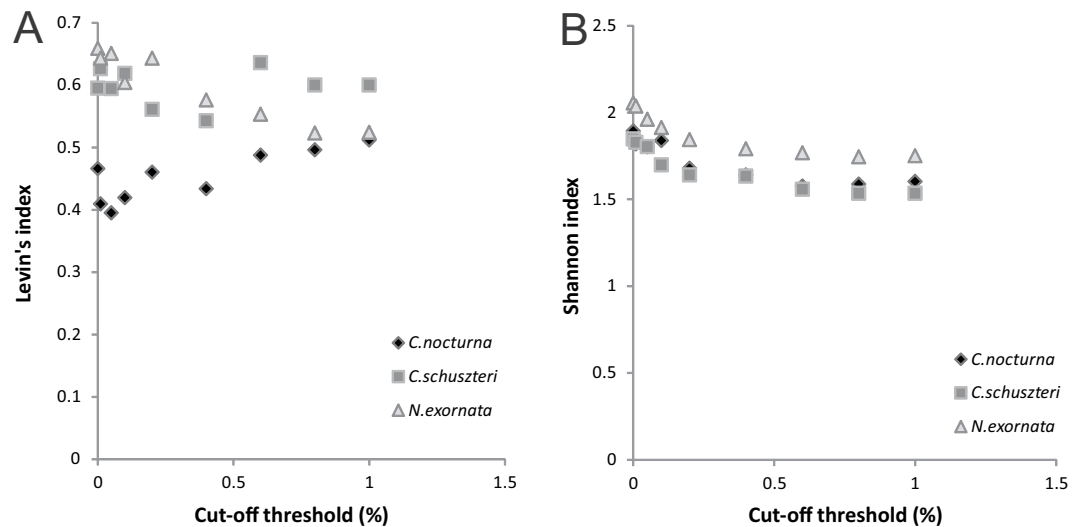 A
0.7
0.6
0.5
0.4
0.3
0.2
0.1
0
0
0.5
1
1.5
Levin's index
Cut-off threshold (%)
C.nocturna
C.schuszteri
N.exornata
B
2.5
2
1.5
1
0.5
0
0
0.5
1
1.5
Shannon index
Cut-off threshold (%)
C.nocturna
C.schuszteri
N.exornata